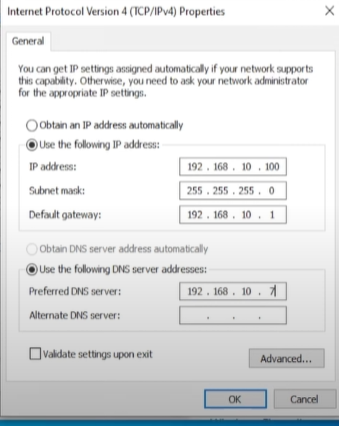 Internet Protocol Version 4 (TCP/IPv4) Properties
General
You can get IP settings assigned automatically if your network supports
this capability. Otherwise, you need to ask your network administrator
for the appropriate IP settings.
Obtain an IP address automatically
Use the following IP address:
IP address: 192 . 168 . 10 . 100
Subnet mask: 255 . 255 . 255 . 0
Default gateway: 192 . 168 . 10 . 1
Obtain DNS server address automatically
Use the following DNS server addresses:
Preferred DNS server: 192 . 168 . 10 . 7
Alternate DNS server: . . .
Validate settings upon exit
Advanced...
OK
Cancel